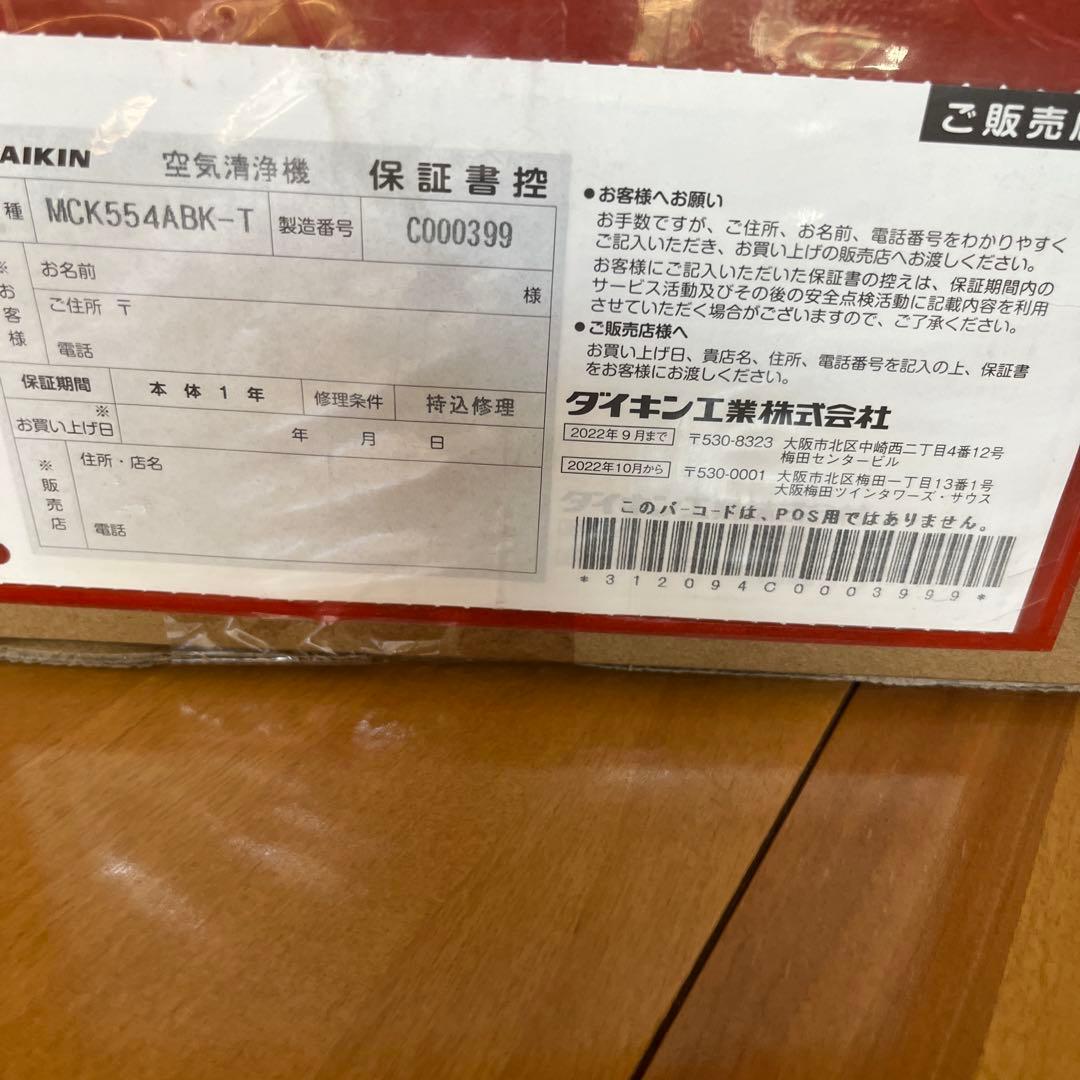 ご販売店
AIKIN 空気清浄機 保証書控
種 MCK554ABK-T 製造番号 C000399
※お客様
お名前 様
ご住所 〒
電話
保証期間 本体1年 修理条件 持込修理
※お買い上げ日 年 月 日
※販売店
住所・店名
電話
●お客様へお願い
お手数ですが、ご住所、お名前、電話番号をわかりやすく
ご記入いただき、お買い上げの販売店へお渡しください。
お客様にご記入いただいた保証書の控えは、保証期間内の
サービス活動及びその後の安全点検活動に記載内容を利用
させていただく場合がございますので、ご了承ください。
●ご販売店様へ
お買い上げ日、貴店名、住所、電話番号を記入の上、保証書
をお客様にお渡しください。
ダイキン工業株式会社
2022年9月まで 〒530-8323 大阪市北区中崎西二丁目4番12号
梅田センタービル
2022年10月から 〒530-0001 大阪市北区梅田一丁目13番1号
大阪梅田ツインタワーズ・サウス
このバーコードは、POS用ではありません。
*312094C0003999*